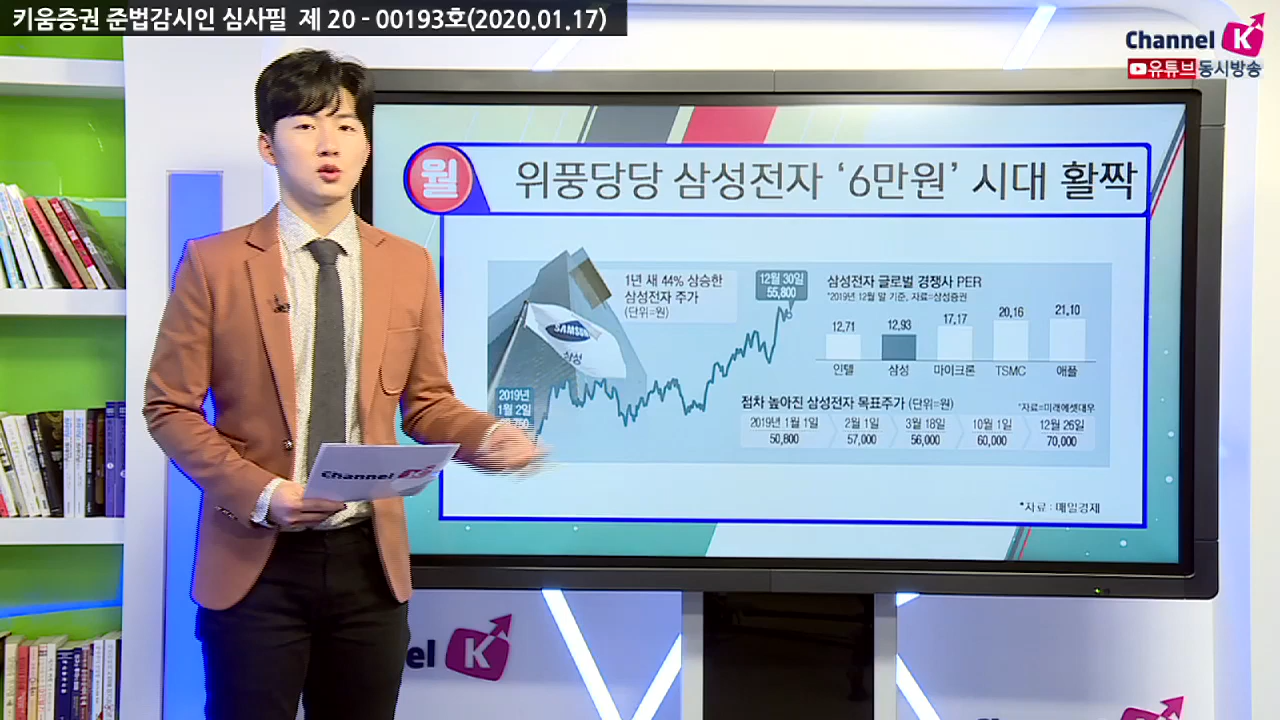 키움증권 준법감시인 심사필 제 20 - 00193호(2020.01.17)
Channel K
유튜브동시방송
월 위풍당당 삼성전자 ‘6만원’ 시대 활짝
1년 새 44% 상승한
삼성전자 주가
(단위=원)
12월 30일
55,800
SAMSUNG
삼성
2019년
1월 2일
삼성전자 글로벌 경쟁사 PER
*2019년 12월 말 기준, 자료=삼성증권
12.71 12.93 17.17 20.16 21.10
인텔 삼성 마이크론 TSMC 애플
점차 높아진 삼성전자 목표주가 (단위=원) *자료=미래에셋대우
2019년 1월 1일 2월 1일 3월 18일 10월 1일 12월 26일
50,800 57,000 56,000 60,000 70,000
*자료 : 매일경제
Channel
el K